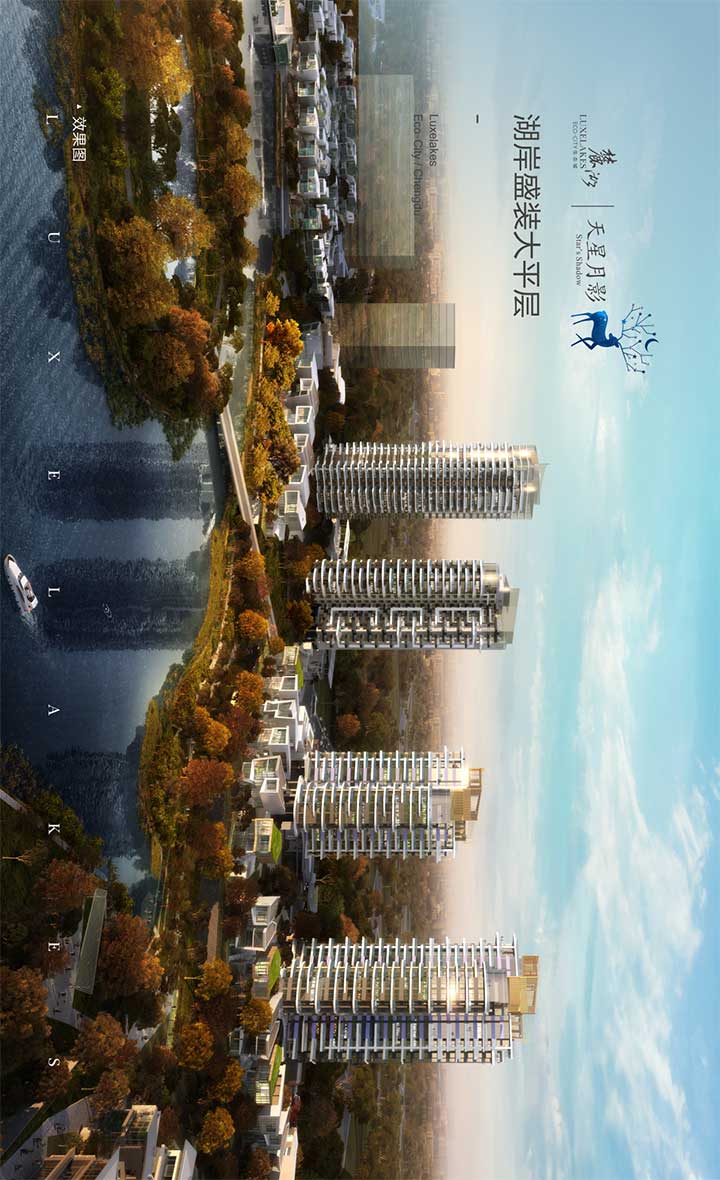 麓湖
LUXELAKES
ECO-CITY生态城
天星月影
Star's Shadow
湖岸盛装大平层
-
Luxelakes
Eco-City / Chengdu
▲效果图
L U X E L A K E S